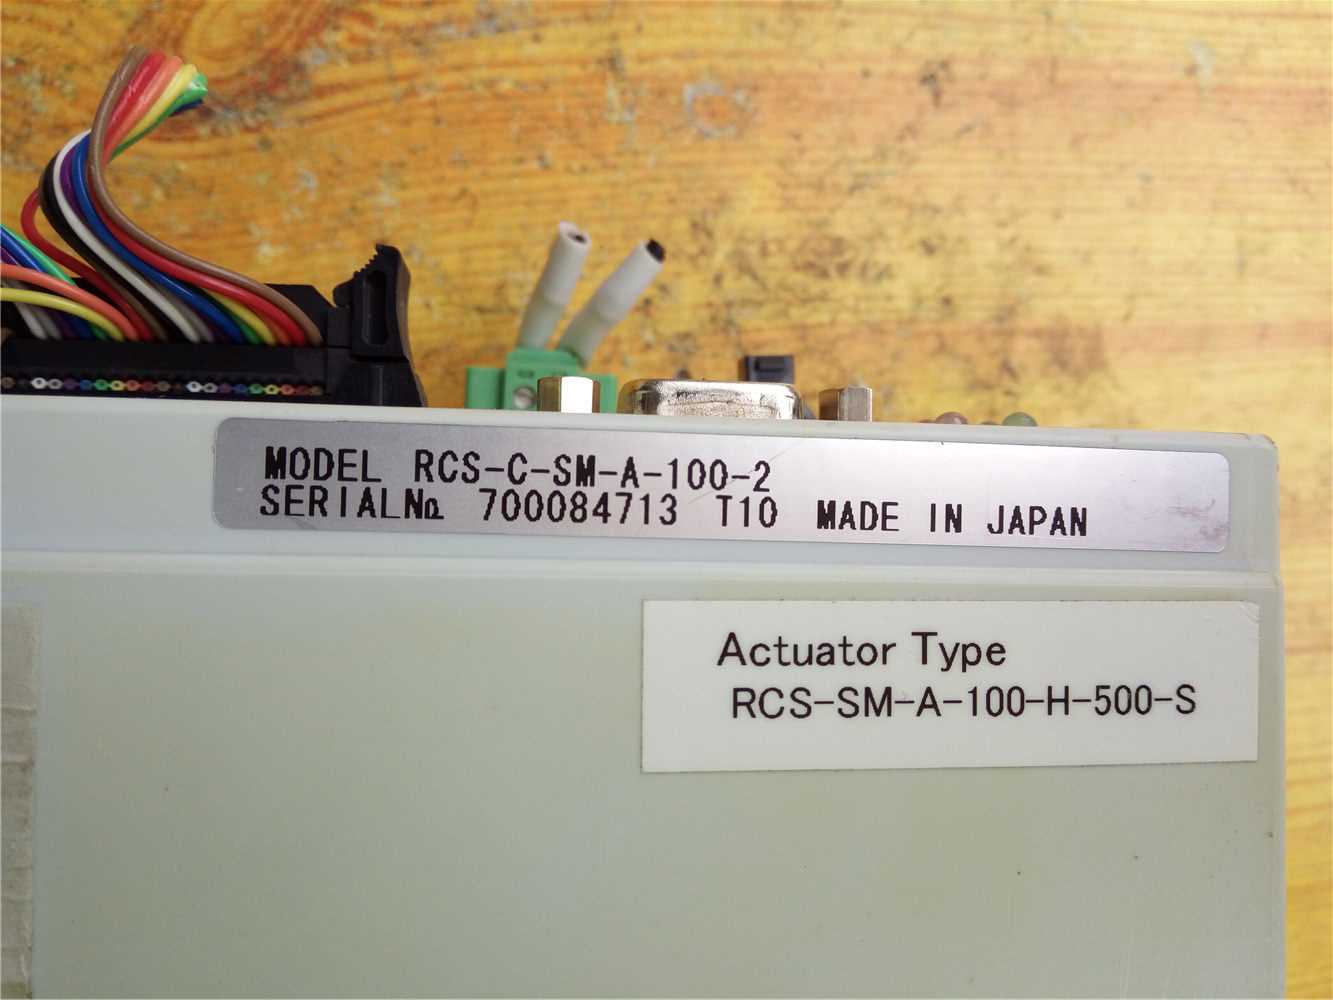 MODEL RCS-C-SM-A-100-2
SERIAL№ 700084713 T10 MADE IN JAPAN
Actuator Type
RCS-SM-A-100-H-500-S